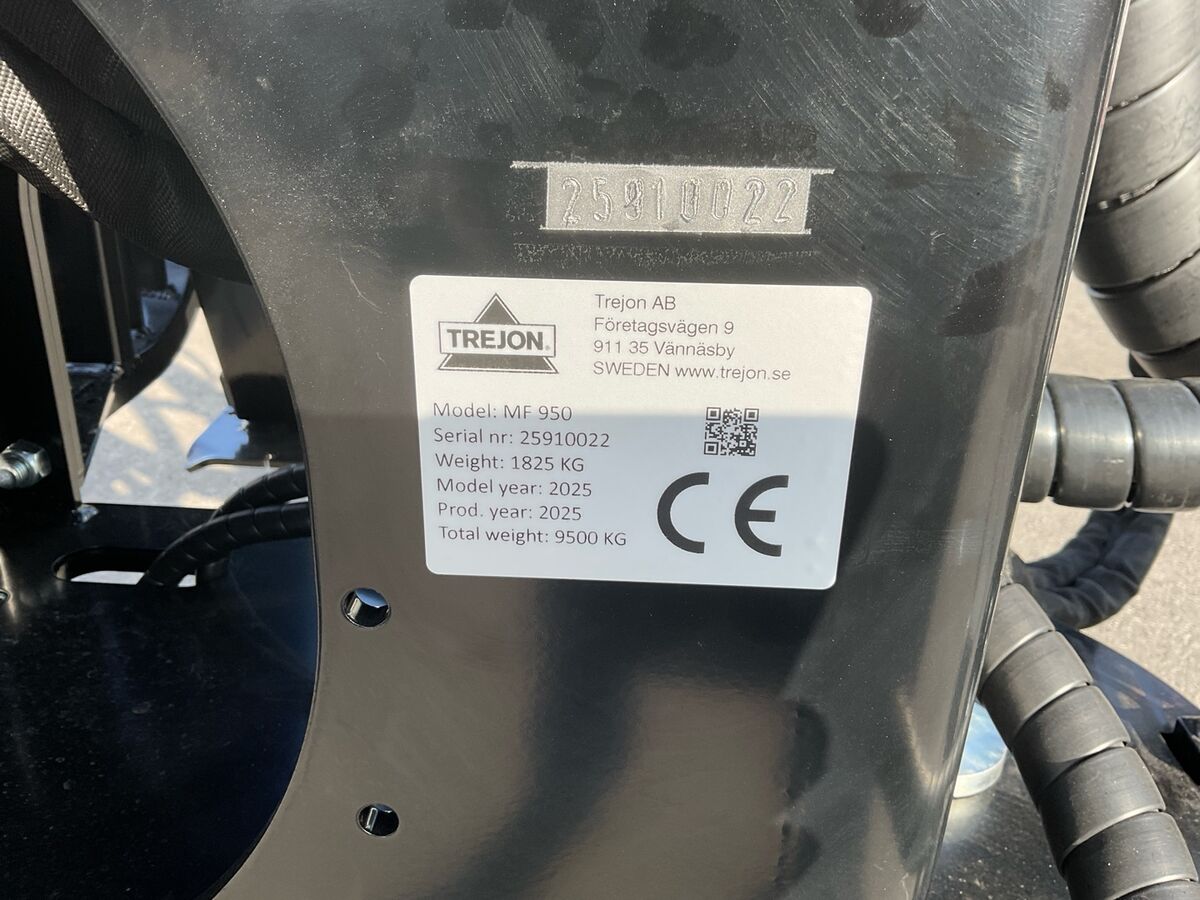 25910022
TREJON®
Trejon AB
Företagsvägen 9
911 35 Vännäsby
SWEDEN www.trejon.se
Model: MF 950
Serial nr: 25910022
Weight: 1825 KG
Model year: 2025
Prod. year: 2025
Total weight: 9500 KG
CE